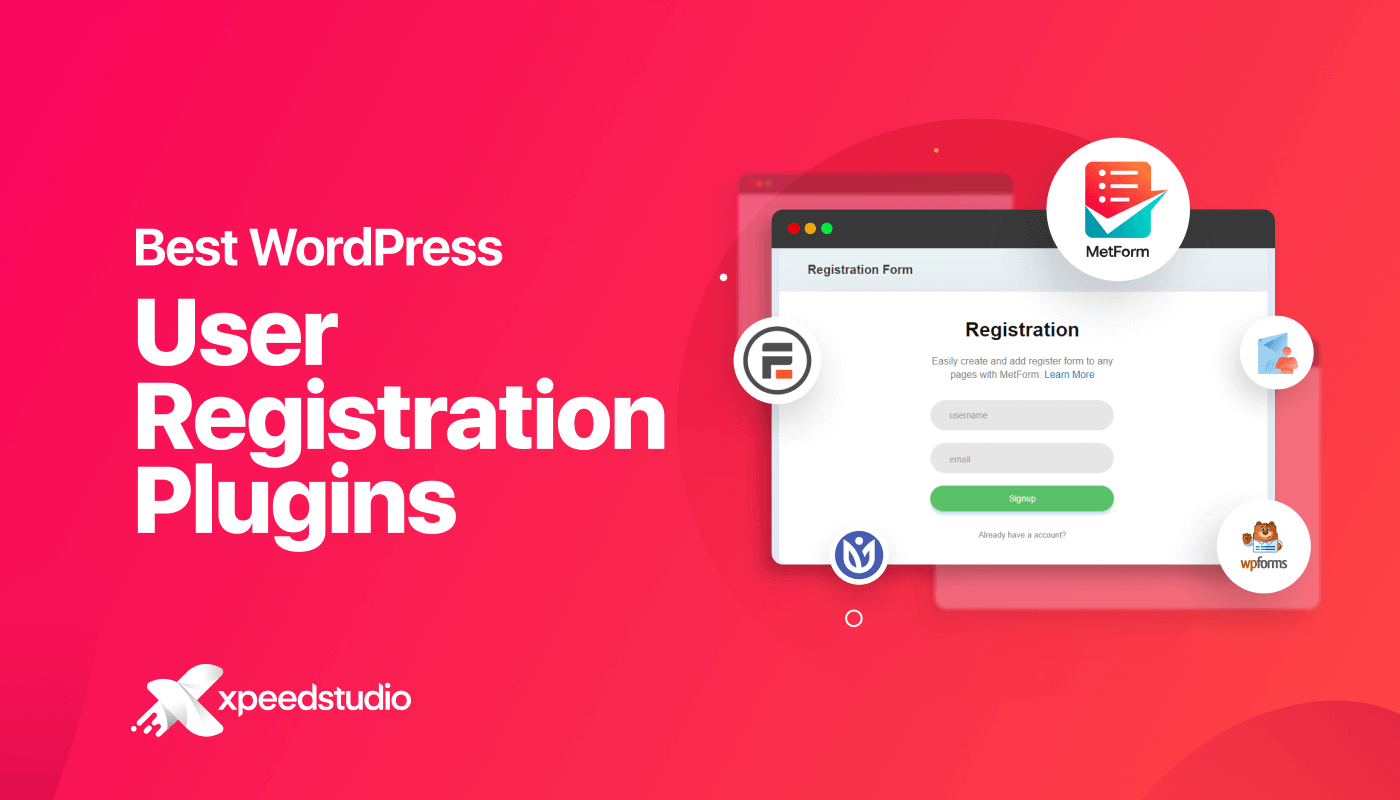 Best WordPress
User
Registration
Plugins
xpeedstudio
MetForm
Registration Form
Registration
Easily create and add register form to any
pages with MetForm. Learn More
username
email
Signup
Already have a account?
wpforms